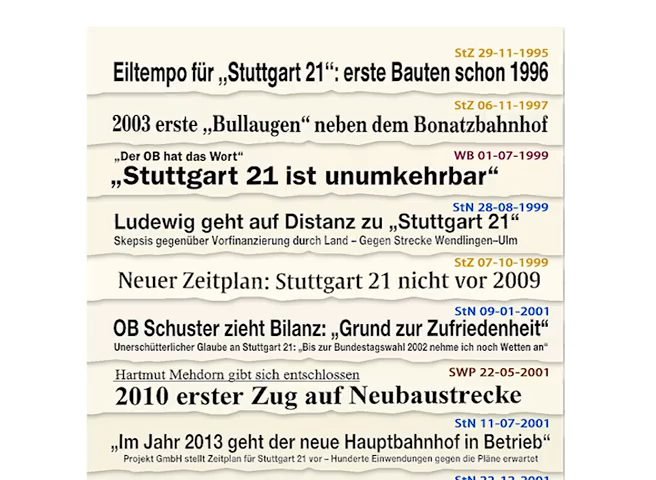 StZ 29-11-1995
Eiltempo für „Stuttgart 21“: erste Bauten schon 1996
StZ 06-11-1997
2003 erste „Bullaugen“ neben dem Bonatzbahnhof
„Der OB hat das Wort“
WB 01-07-1999
„Stuttgart 21 ist unumkehrbar“
StN 28-08-1999
Ludewig geht auf Distanz zu „Stuttgart 21“
Skepsis gegenüber Vorfinanzierung durch Land – Gegen Strecke Wendlingen–Ulm
StZ 07-10-1999
Neuer Zeitplan: Stuttgart 21 nicht vor 2009
StN 09-01-2001
OB Schuster zieht Bilanz: „Grund zur Zufriedenheit“
Unerschütterlicher Glaube an Stuttgart 21: „Bis zur Bundestagswahl 2002 nehme ich noch Wetten an“
Hartmut Mehdorn gibt sich entschlossen
SWP 22-05-2001
2010 erster Zug auf Neubaustrecke
StN 11-07-2001
„Im Jahr 2013 geht der neue Hauptbahnhof in Betrieb“
Projekt GmbH stellt Zeitplan für Stuttgart 21 vor – Hunderte Einwendungen gegen die Pläne erwartet